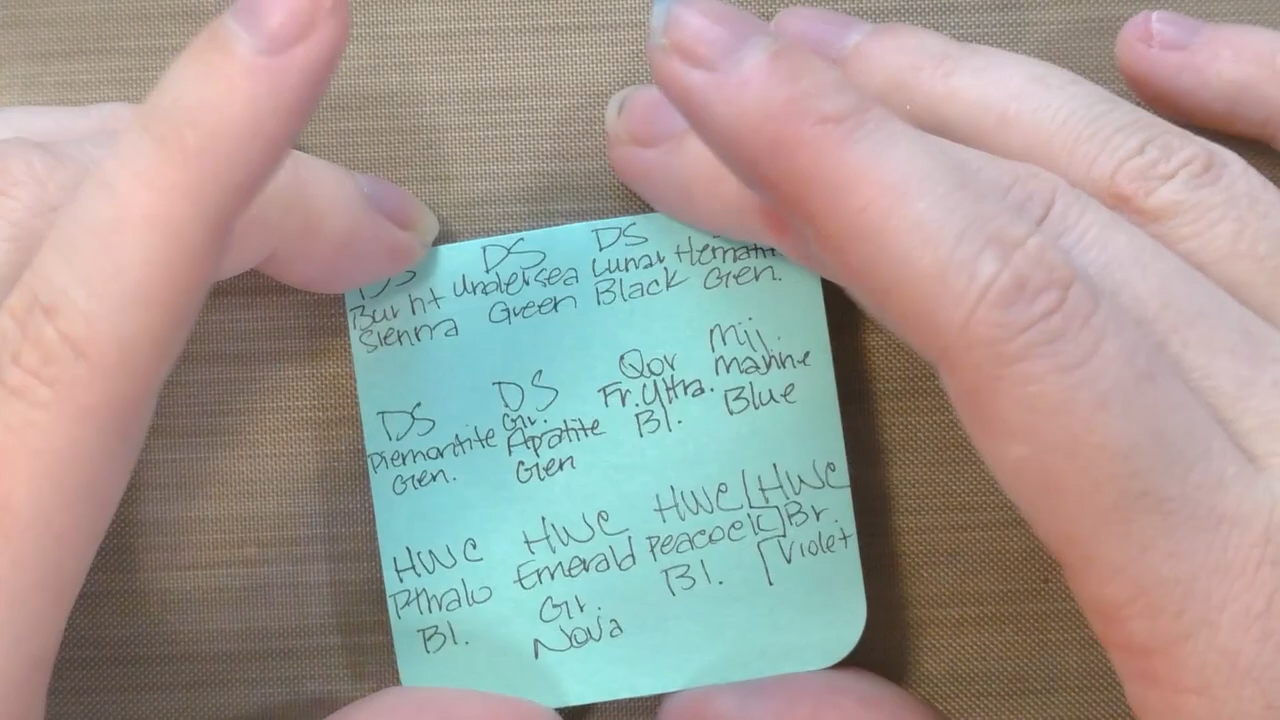 DS DS DS
Burnt Undersea Lunar Hematite
Sienna Green Black Gen.
DS DS Qor Mij.
Piemontite Gr. Apatite Fr. Ultra. Marine
Gen. Gen Bl. Blue
HWC HWC HWC HWC
Pthalo Emerald Peacock Br.
Bl. Gr. Bl. Violet
Nova